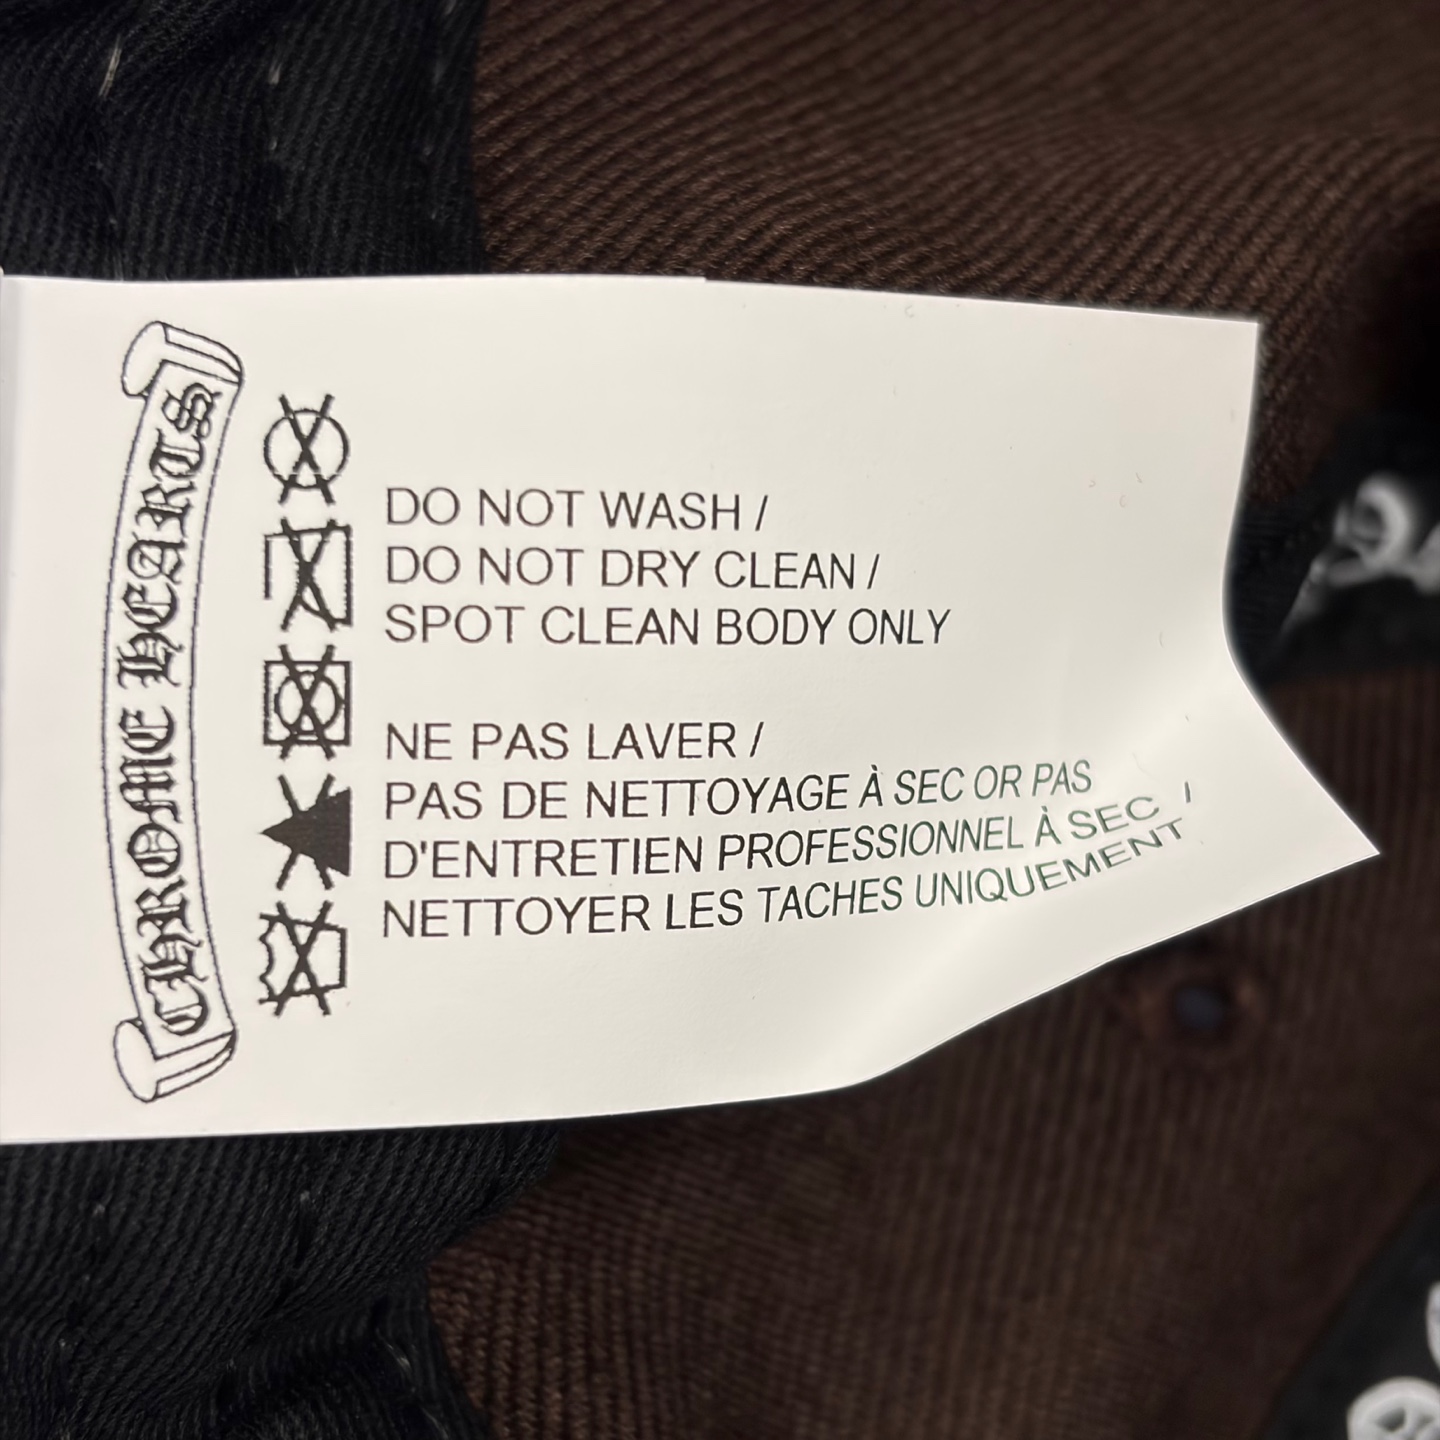 CHROME HEARTS
DO NOT WASH /
DO NOT DRY CLEAN /
SPOT CLEAN BODY ONLY
NE PAS LAVER /
PAS DE NETTOYAGE À SEC OR PAS
D'ENTRETIEN PROFESSIONNEL À SEC /
NETTOYER LES TACHES UNIQUEMENT